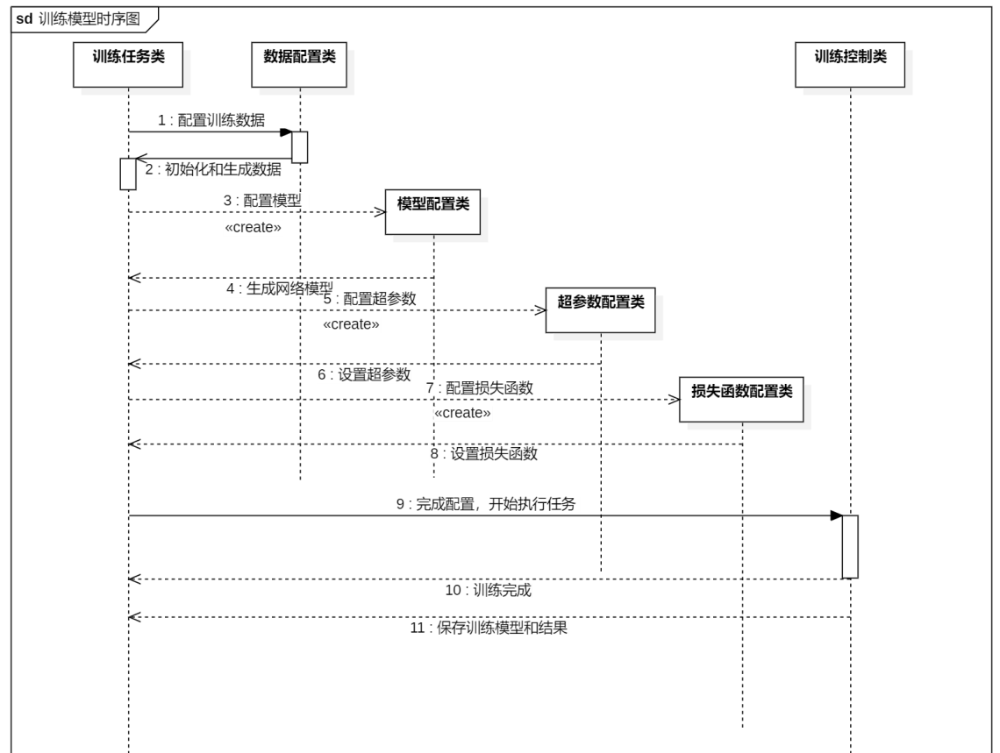 sd 训练模型时序图
训练任务类
数据配置类
训练控制类
1 : 配置训练数据
2 : 初始化和生成数据
3 : 配置模型
模型配置类
«create»
4 : 生成网络模型
5 : 配置超参数
超参数配置类
«create»
6 : 设置超参数
7 : 配置损失函数
损失函数配置类
«create»
8 : 设置损失函数
9 : 完成配置，开始执行任务
10 : 训练完成
11 : 保存训练模型和结果